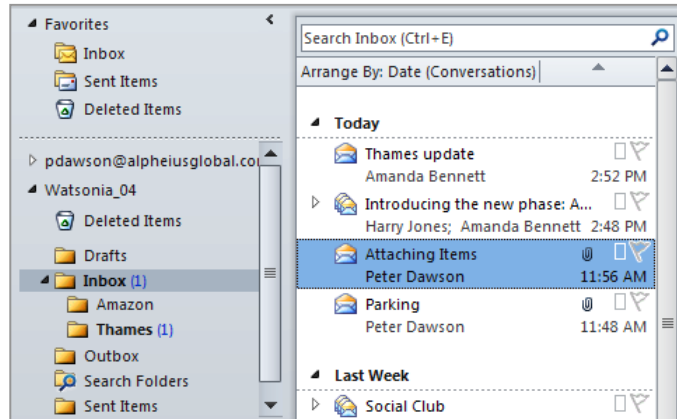 Favorites
Inbox
Sent Items
Deleted Items
pdawson@alpheiusglobal.co
Watsonia_04
Deleted Items
Drafts
Inbox (1)
Amazon
Thames (1)
Outbox
Search Folders
Sent Items
Search Inbox (Ctrl+E)
Arrange By: Date (Conversations)
Today
Thames update
Amanda Bennett 2:52 PM
Introducing the new phase: A...
Harry Jones; Amanda Bennett 2:48 PM
Attaching Items
Peter Dawson 11:56 AM
Parking
Peter Dawson 11:48 AM
Last Week
Social Club